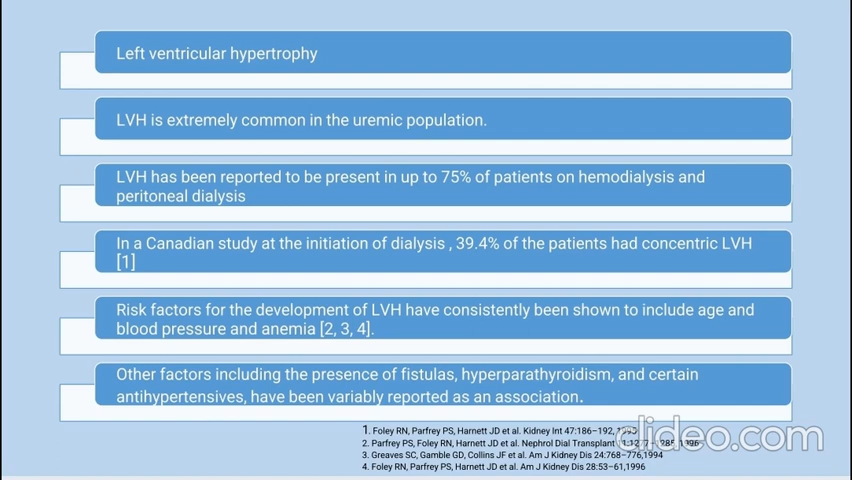 Left ventricular hypertrophy
LVH is extremely common in the uremic population.
LVH has been reported to be present in up to 75% of patients on hemodialysis and
peritoneal dialysis
In a Canadian study at the initiation of dialysis , 39.4% of the patients had concentric LVH
[1]
Risk factors for the development of LVH have consistently been shown to include age and
blood pressure and anemia [2, 3, 4].
Other factors including the presence of fistulas, hyperparathyroidism, and certain
antihypertensives, have been variably reported as an association.
1. Foley RN, Parfrey PS, Harnett JD et al. Kidney Int 47:186–192,
2. Parfrey PS, Foley RN, Harnett JD et al. Nephrol Dial Transplant
3. Greaves SC, Gamble GD, Collins JF et al. Am J Kidney Dis 24:768–776,1994
4. Foley RN, Parfrey PS, Harnett JD et al. Am J Kidney Dis 28:53–61,1996
clideo.com